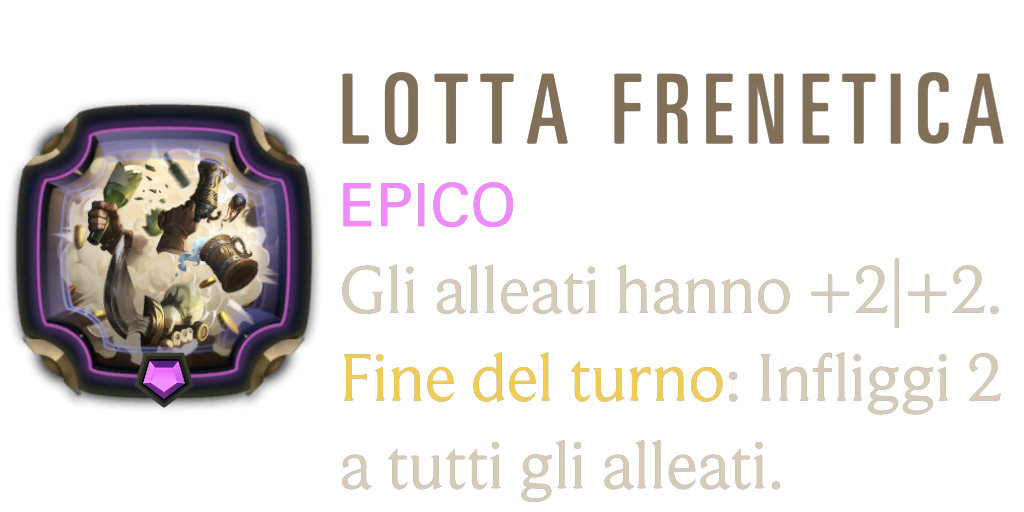 LOTTA FRENETICA
EPICO
Gli alleati hanno +2|+2.
Fine del turno: Infliggi 2
a tutti gli alleati.